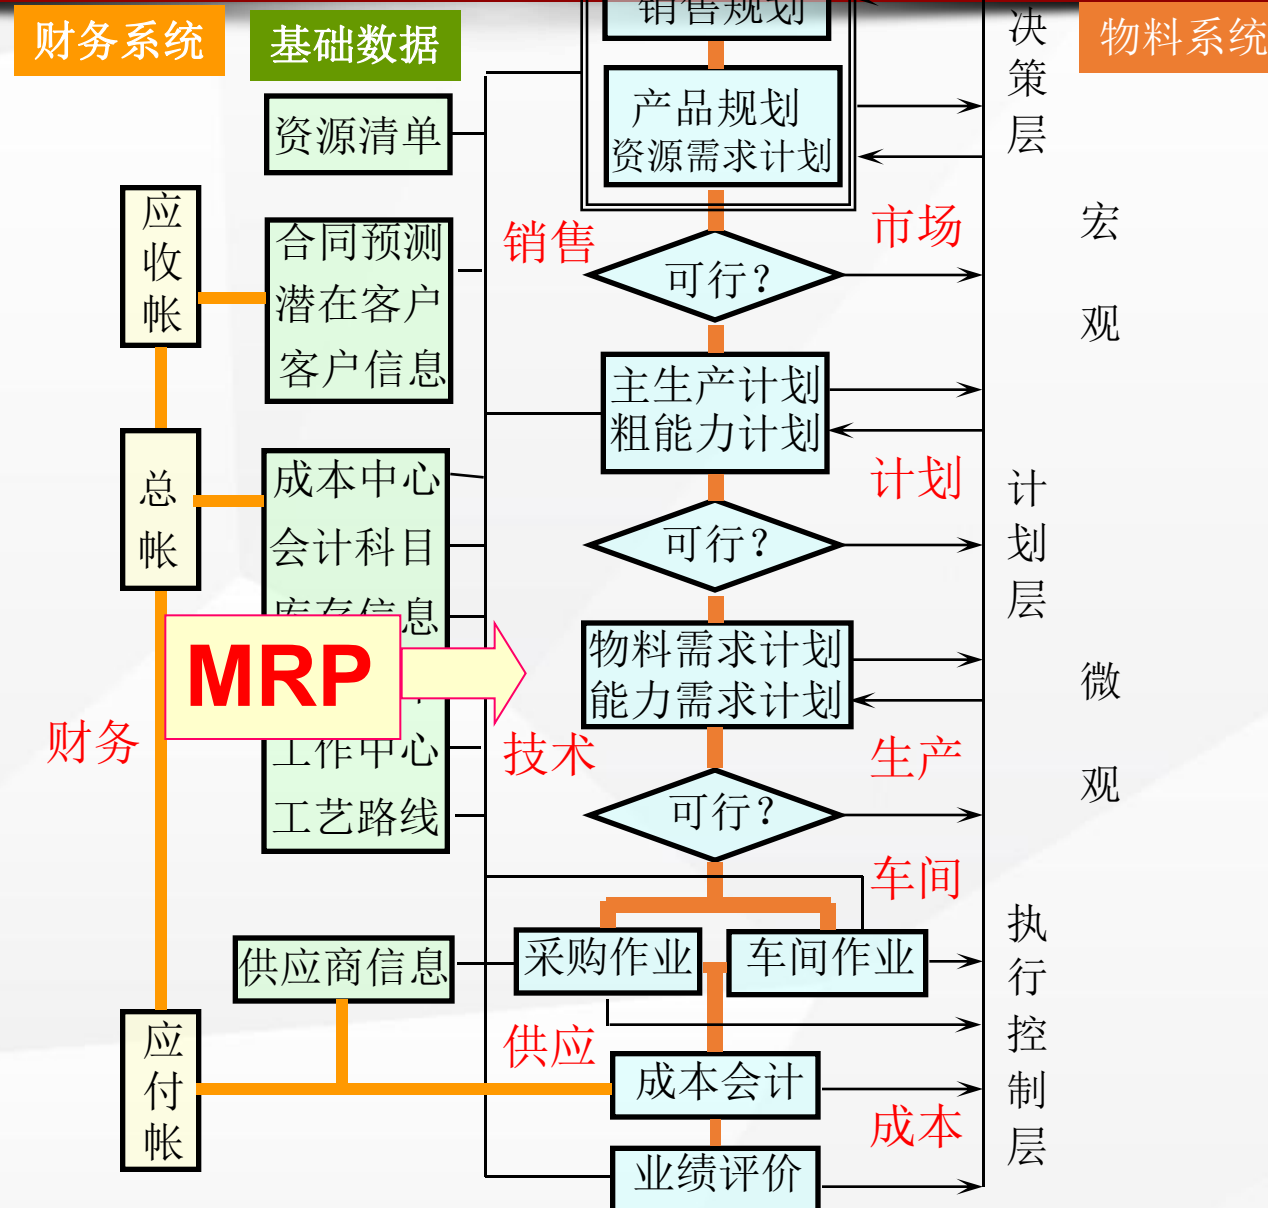 财务系统
基础数据
销售规划
物料系统
决策层
产品规划
资源需求计划
资源清单
应收帐
合同预测
潜在客户
客户信息
销售
市场
宏观
可行?
主生产计划
粗能力计划
计划
总帐
成本中心
会计科目
库存信息
可行?
计划层
MRP
物料需求计划
能力需求计划
微观
财务
工作中心
工艺路线
技术
生产
可行?
车间
供应商信息
采购作业
车间作业
执行控制层
应付帐
供应
成本会计
成本
业绩评价